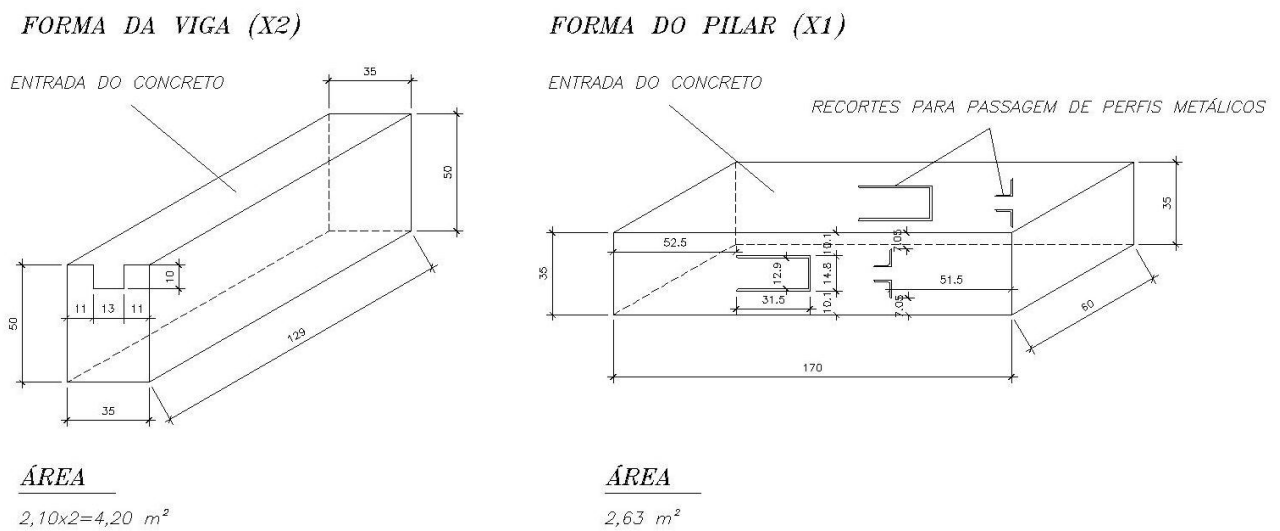 FORMA DA VIGA (X2)
ENTRADA DO CONCRETO
35
50
50
10
11 13 11
129
35
ÁREA
2,10x2=4,20 m²
FORMA DO PILAR (X1)
ENTRADA DO CONCRETO
RECORTES PARA PASSAGEM DE PERFIS METÁLICOS
35
35
52.5
10.1
7.05
12.9
14.8
51.5
31.5
10.1
7.05
60
170
ÁREA
2,63 m²